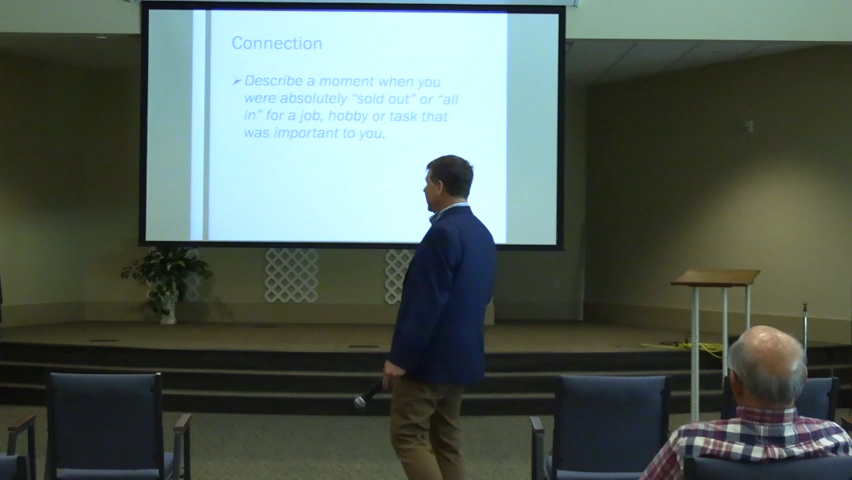 Connection
➢Describe a moment when you
were absolutely “sold out” or “all
in” for a job, hobby or task that
was important to you.